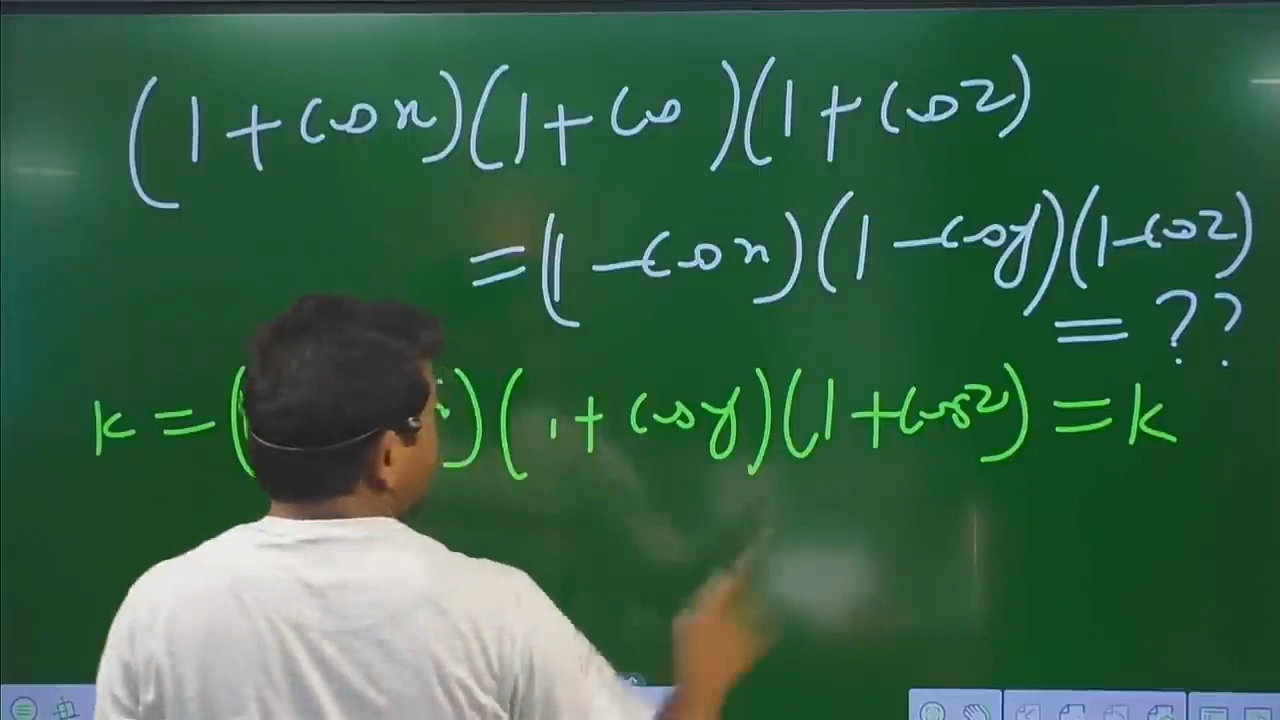 (1 + cos x)(1 + cos )(1 + cos z)
= (1 - cos x)(1 - cos y)(1 - cos z)
= ??
k = ( )(1 + cos y)(1 + cos z) = k